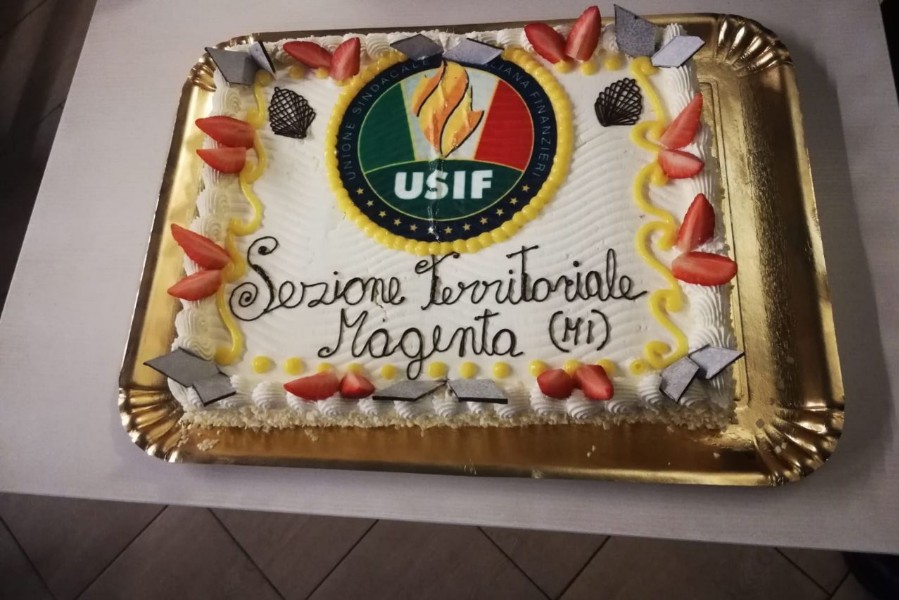 UNIONE SINDACALE ITALIANA FINANZIERI
USIF
Sezione Territoriale
Magenta (MI)